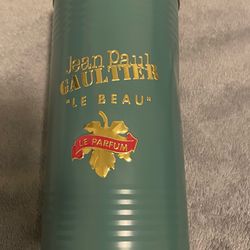 Jean Paul
GAULTIER
"LE BEAU"
LE PARFUM